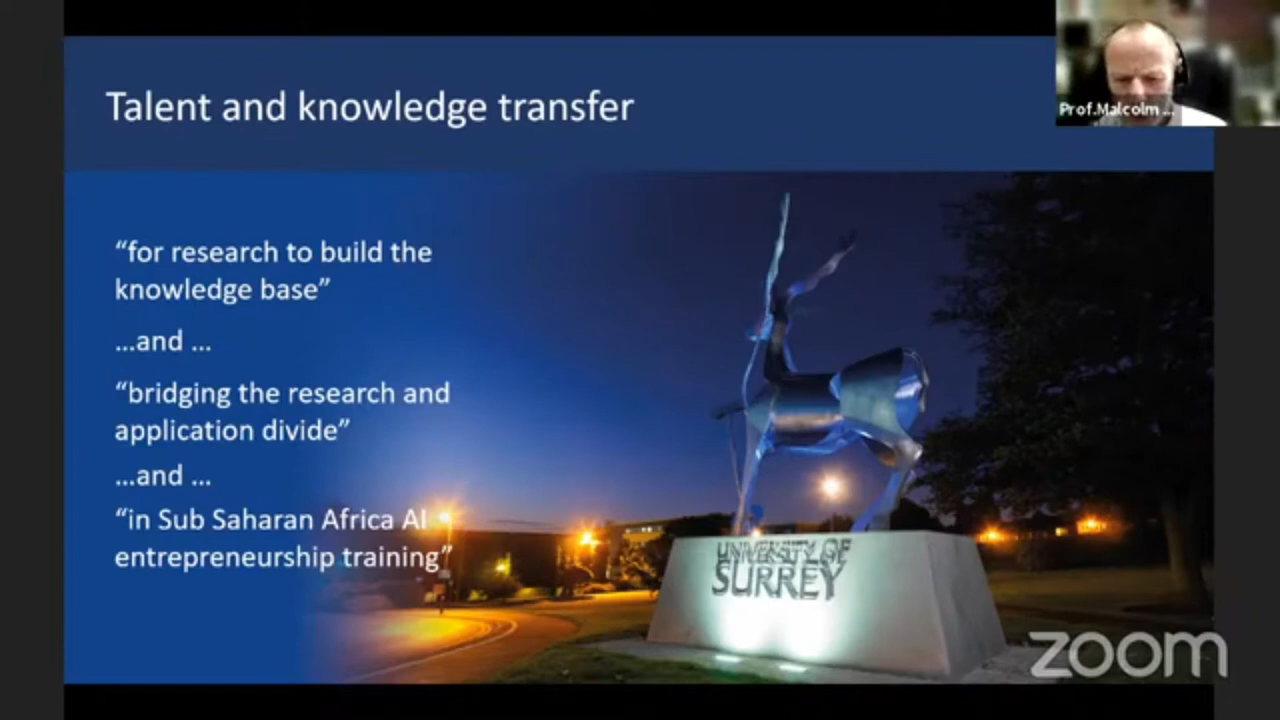 Talent and knowledge transfer
Prof.Malcolm ...
“for research to build the
knowledge base”
...and ...
“bridging the research and
application divide”
...and ...
“in Sub Saharan Africa AI
entrepreneurship training”
UNIVERSITY OF
SURREY
zoom